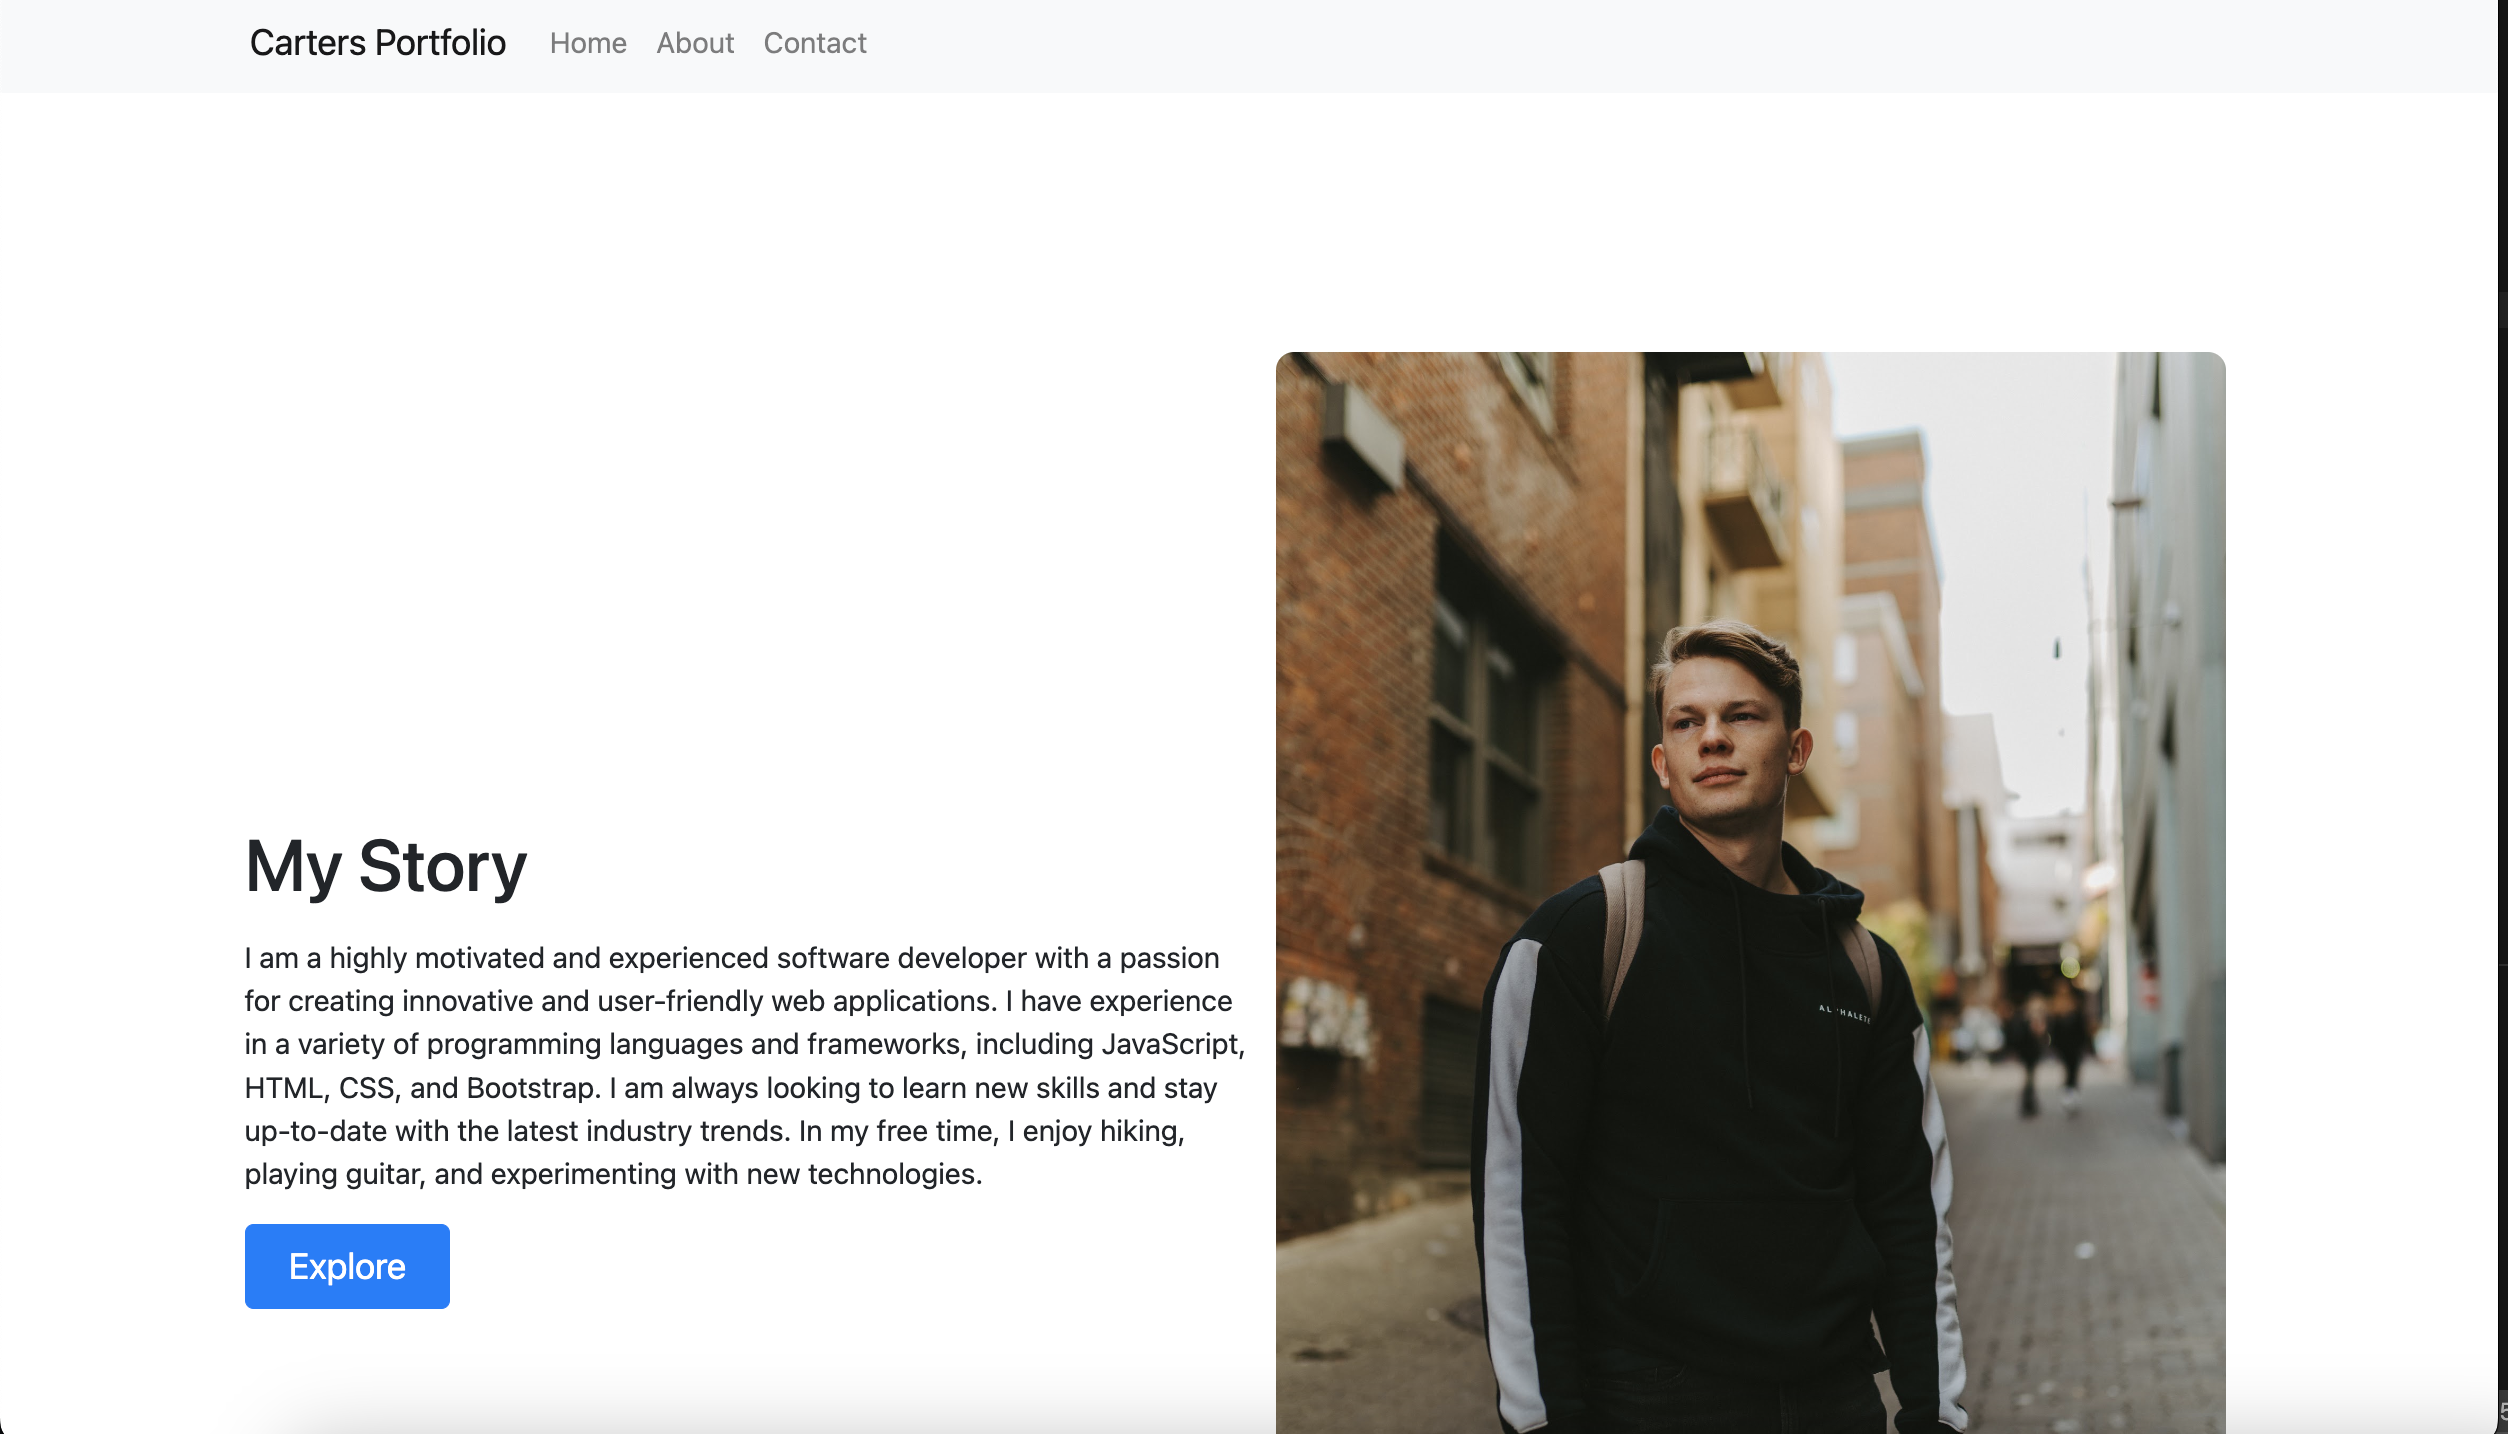 Carters Portfolio Home About Contact
My Story
I am a highly motivated and experienced software developer with a passion
for creating innovative and user-friendly web applications. I have experience
in a variety of programming languages and frameworks, including JavaScript,
HTML, CSS, and Bootstrap. I am always looking to learn new skills and stay
up-to-date with the latest industry trends. In my free time, I enjoy hiking,
playing guitar, and experimenting with new technologies.
Explore